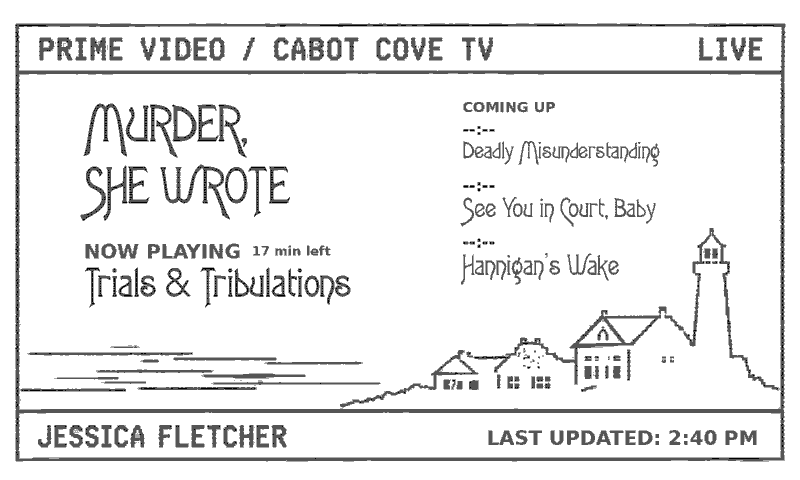 PRIME VIDEO / CABOT COVE TV
LIVE
MURDER,
SHE WROTE
NOW PLAYING 17 min left
Trials & Tribulations
COMING UP
--:--
Deadly Misunderstanding
--:--
See You in Court, Baby
--:--
Hannigan's Wake
JESSICA FLETCHER
LAST UPDATED: 2:40 PM